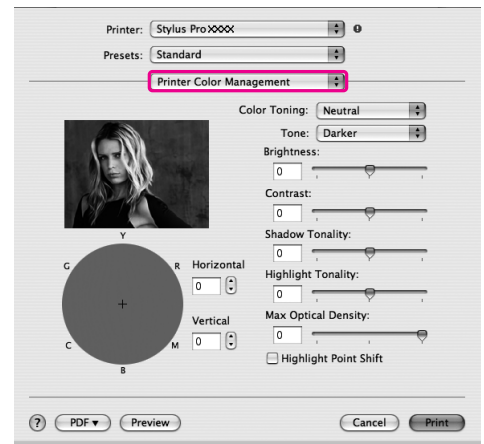 Printer: Stylus Pro XXXX
Presets: Standard
Printer Color Management
Color Toning: Neutral
Tone: Darker
Brightness:
0
Contrast:
0
Shadow Tonality:
0
Highlight Tonality:
0
Max Optical Density:
0
Highlight Point Shift
Y
G R
C M
B
Horizontal
0
Vertical
0
? PDF▼ Preview Cancel Print